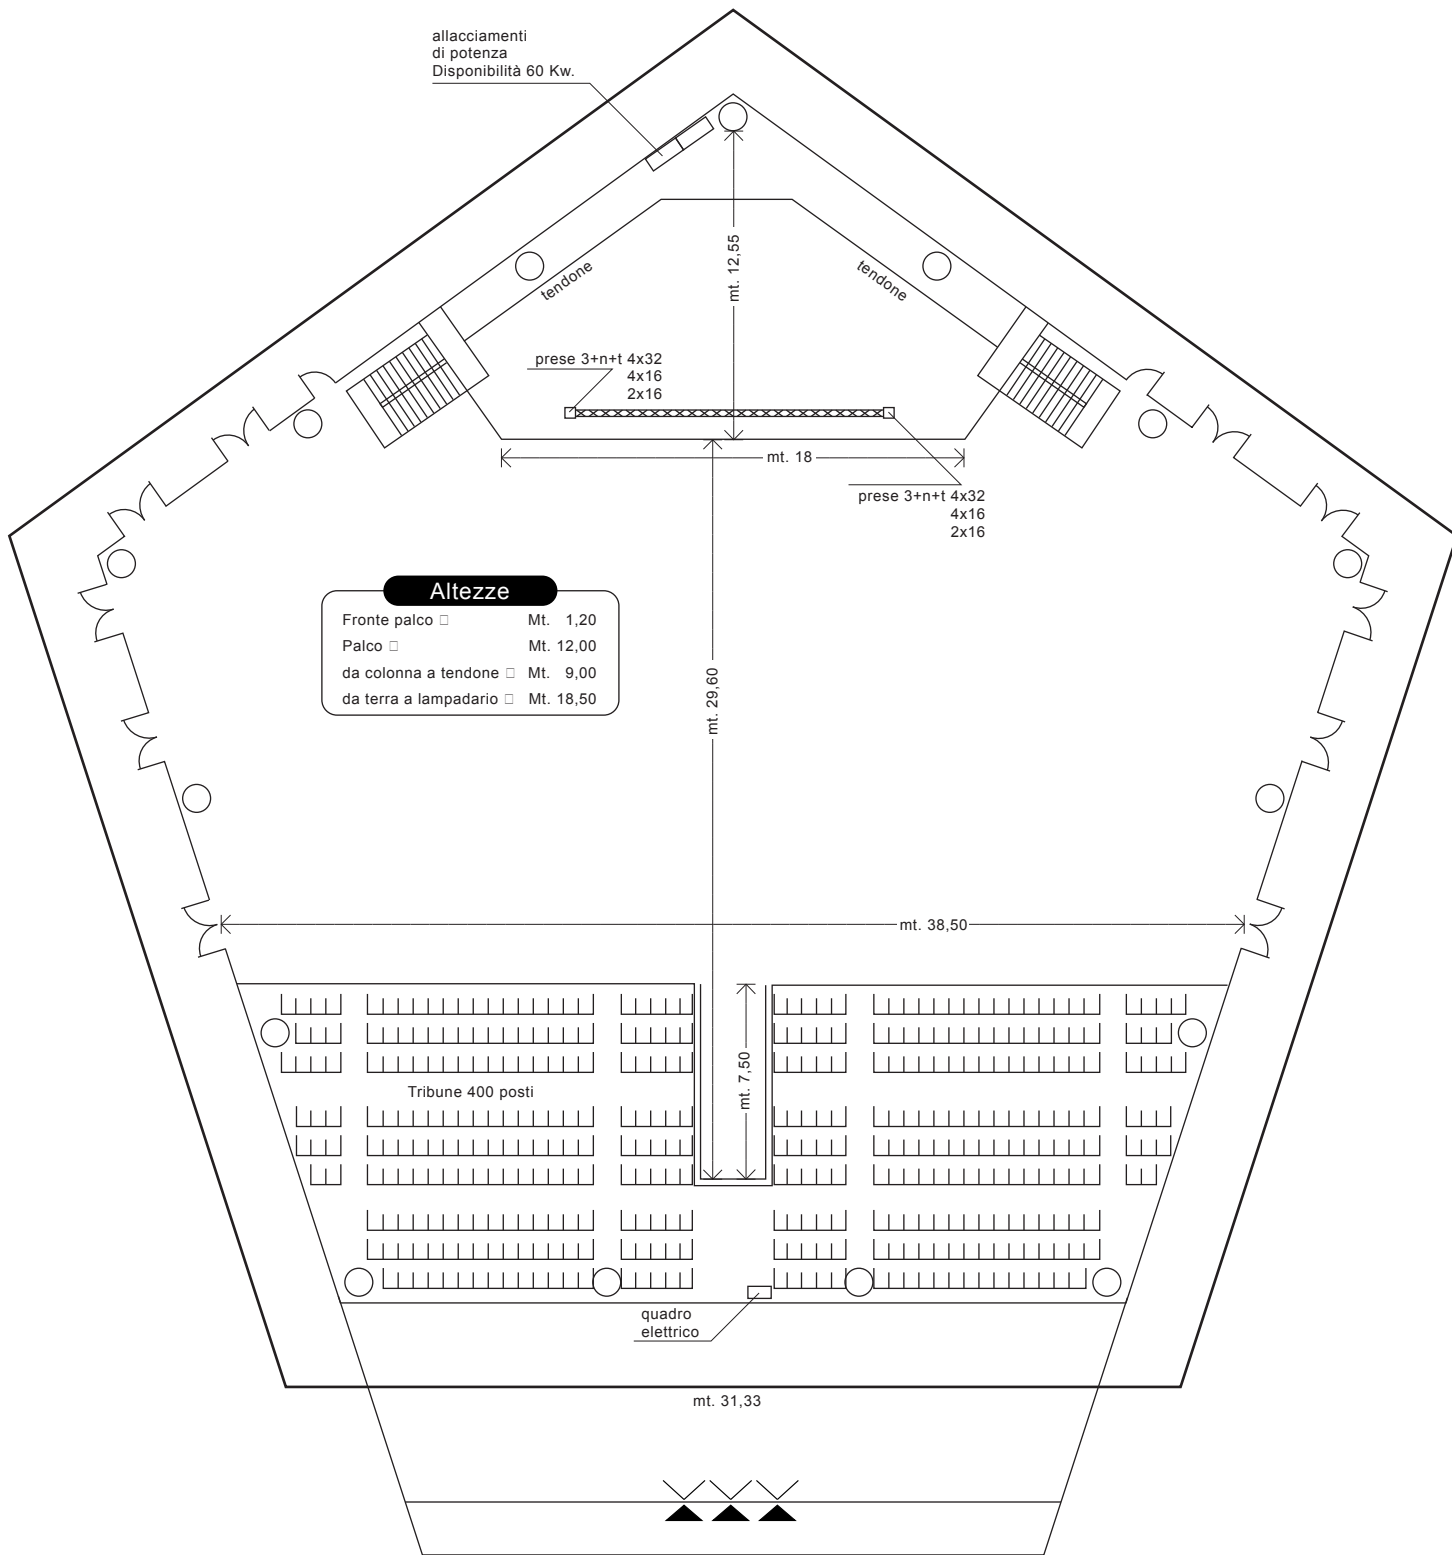 allacciamenti
di potenza
Disponibilità 60 Kw.
mt. 12,55
tendone
tendone
prese 3+n+t 4x32
4x16
2x16
mt. 18
prese 3+n+t 4x32
4x16
2x16
Altezze
Fronte palco □ Mt. 1,20
Palco □ Mt. 12,00
da colonna a tendone □ Mt. 9,00
da terra a lampadario □ Mt. 18,50
mt. 29,60
mt. 38,50
mt. 7,50
Tribune 400 posti
quadro
elettrico
mt. 31,33